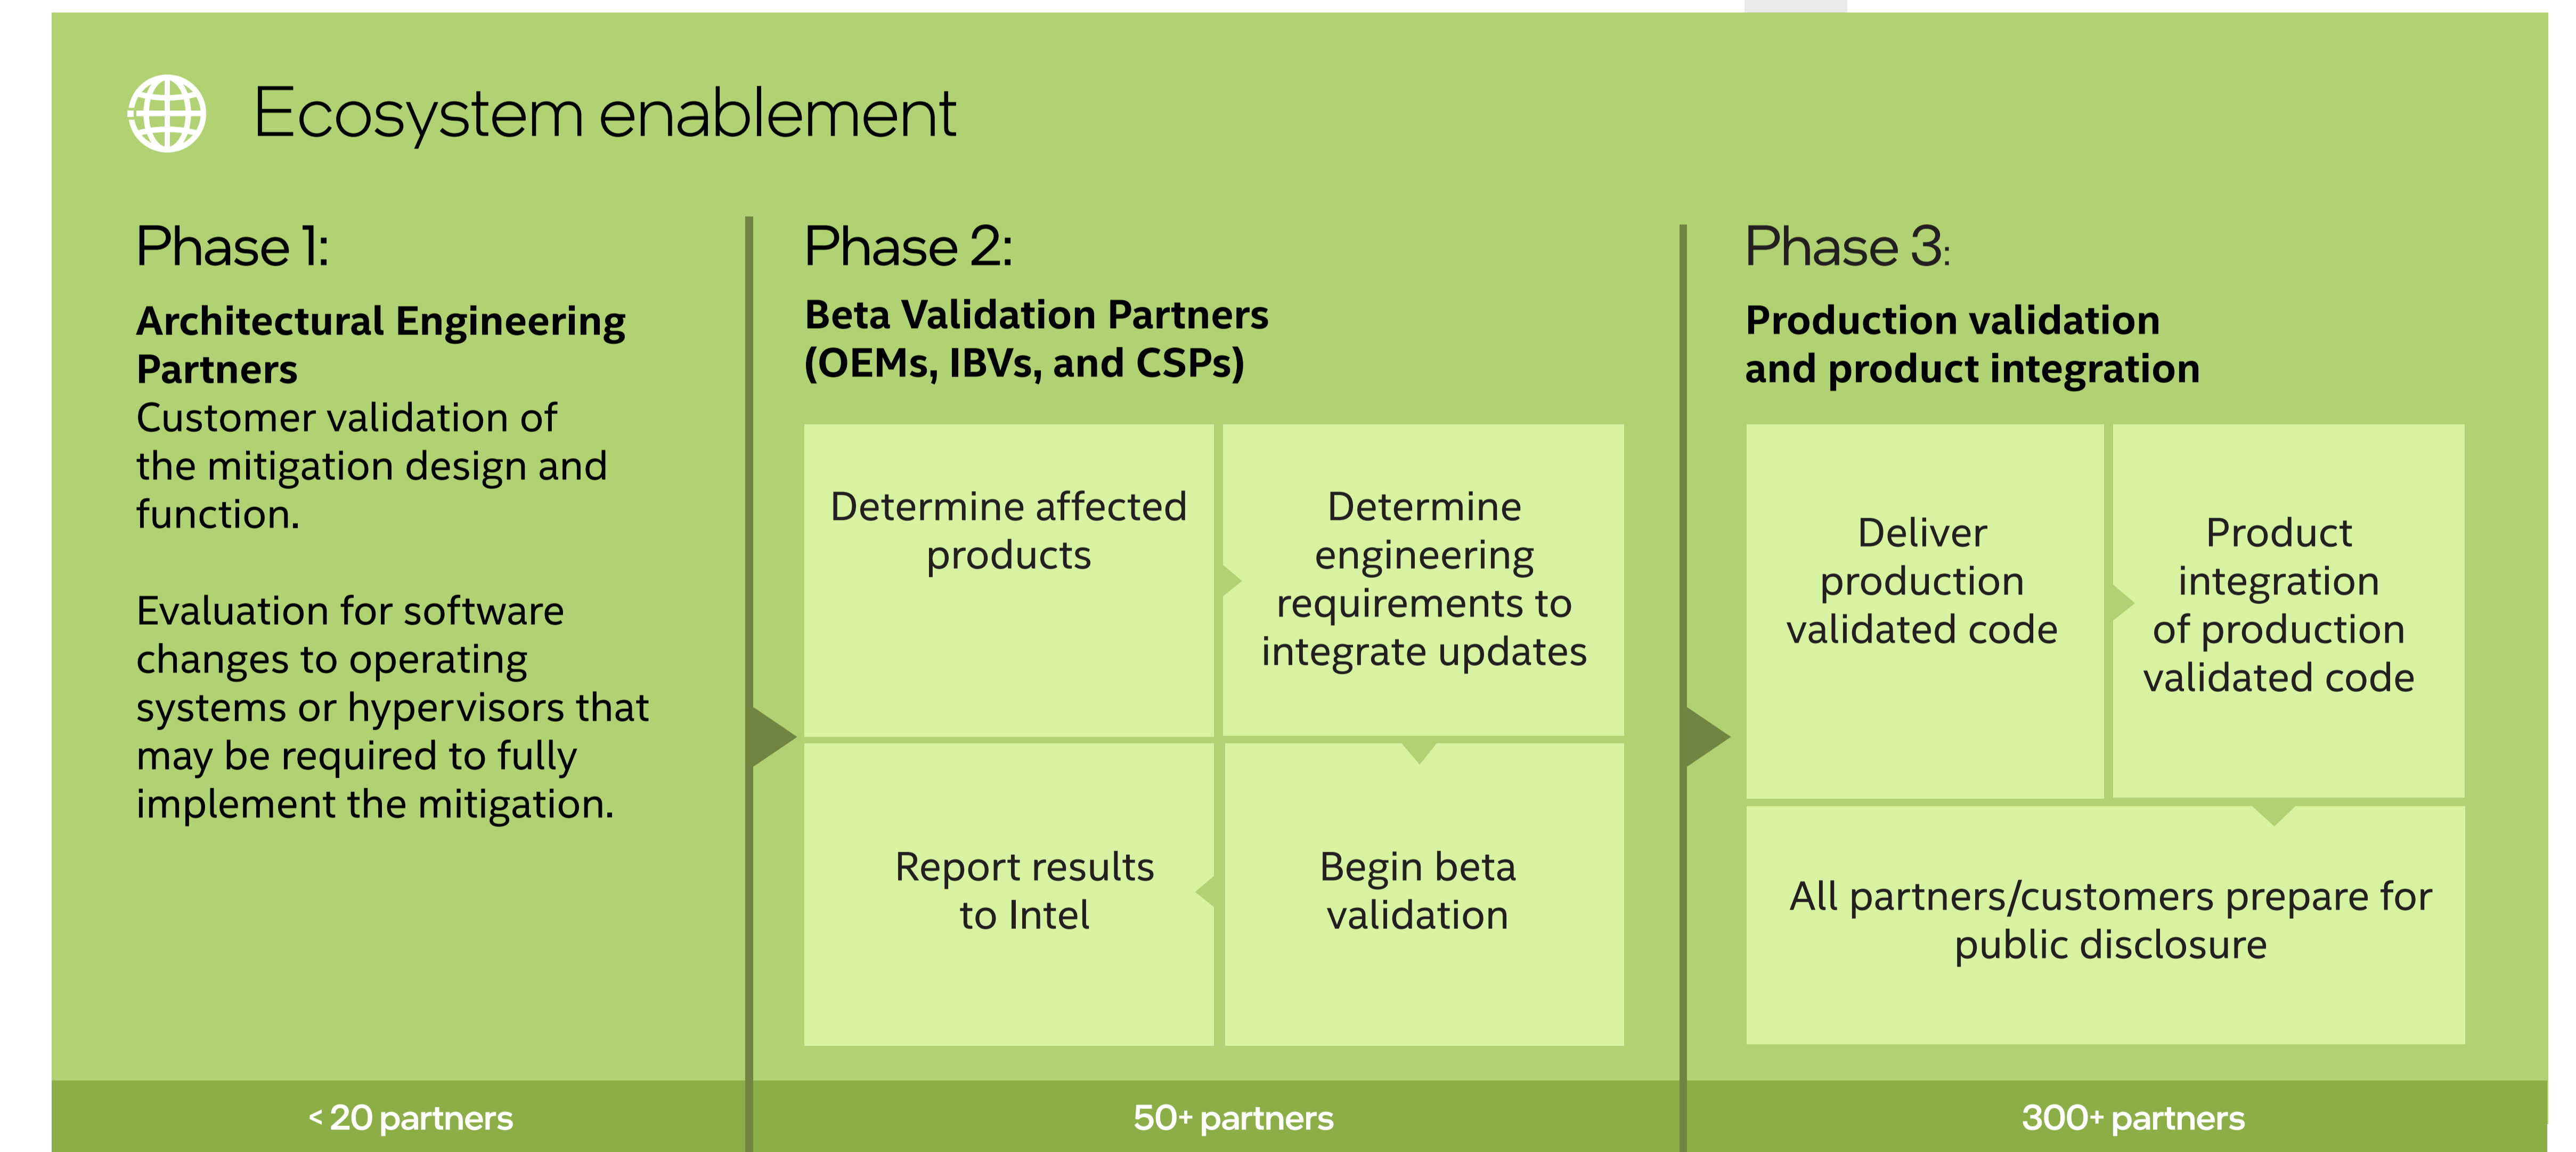 Ecosystem enablement
Phase 1:
Architectural Engineering
Partners
Customer validation of
the mitigation design and
function.
Evaluation for software
changes to operating
systems or hypervisors that
may be required to fully
implement the mitigation.
< 20 partners
Phase 2:
Beta Validation Partners
(OEMs, IBVs, and CSPs)
Determine affected
products
Determine
engineering
requirements to
integrate updates
Begin beta
validation
Report results
to Intel
50+ partners
Phase 3:
Production validation
and product integration
Deliver
production
validated code
Product
integration
of production
validated code
All partners/customers prepare for
public disclosure
300+ partners